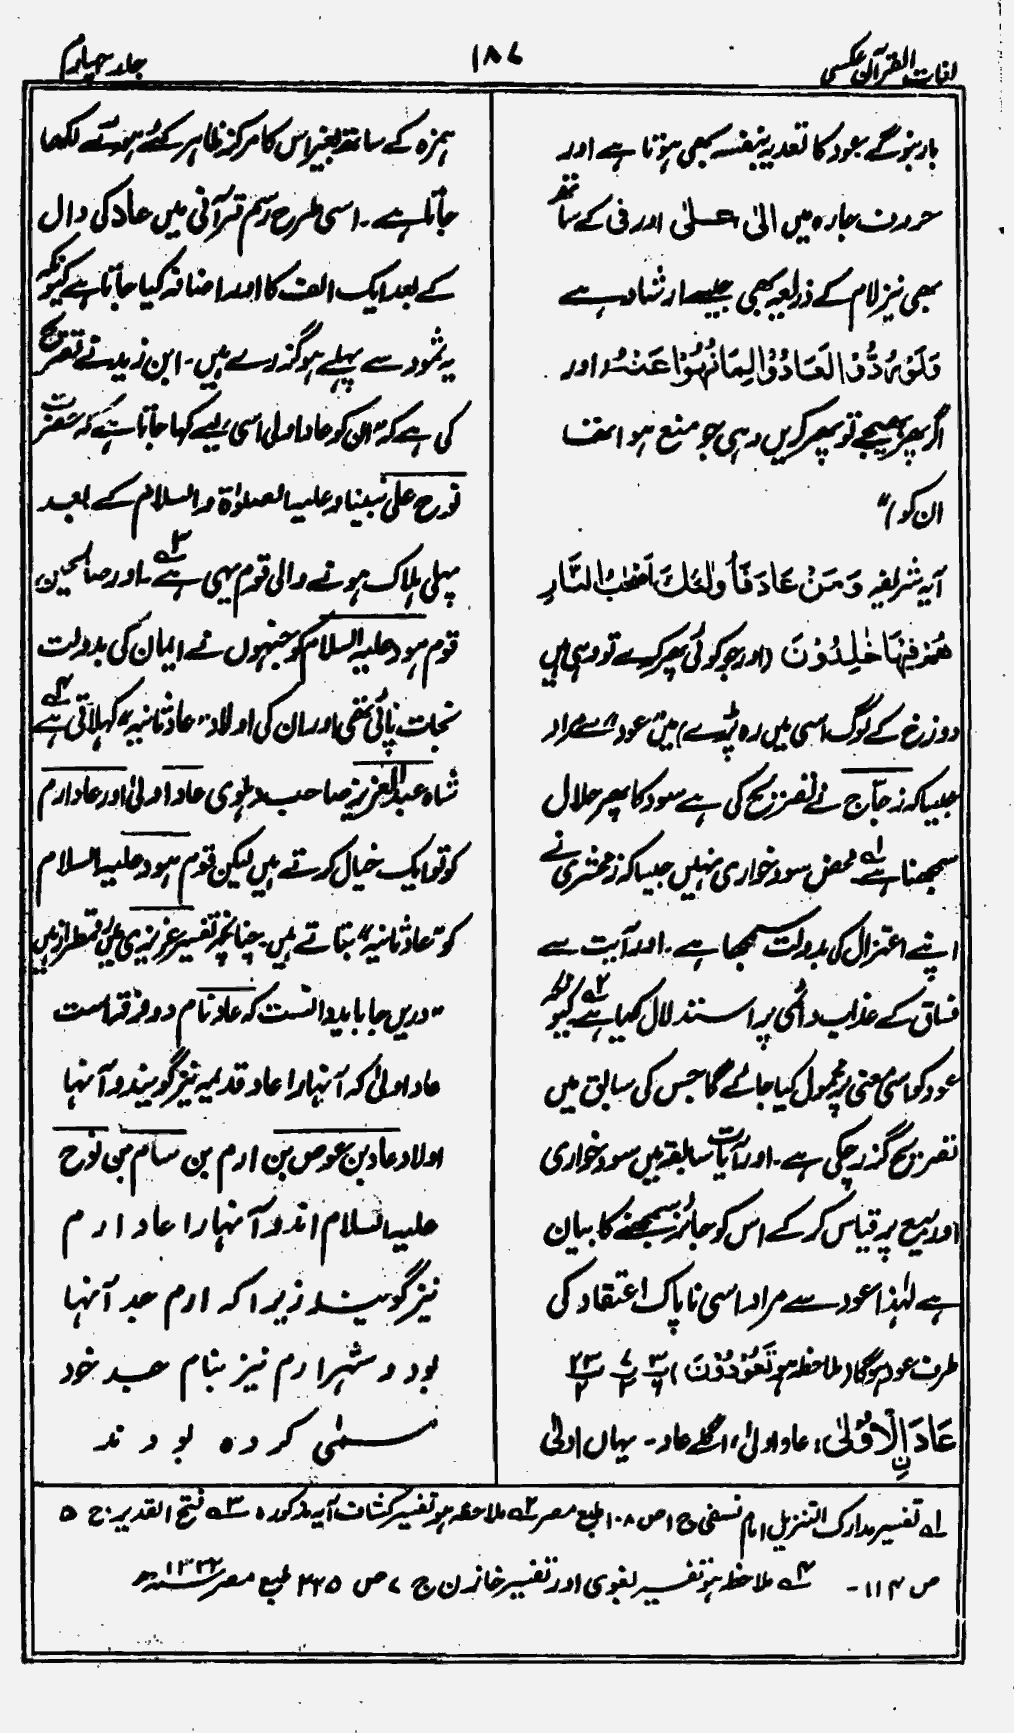 لغات القرآن عکسی
۱۸۷
جلد چہارم
باز ہو گے عود کا تعدیہ بنفسہ بھی ہوتا ہے اور
حروف جارہ میں الیٰ علیٰ اور فی کے ساتھ
بھی نیز لام کے ذریعہ بھی جیسے ارشاد ہے
وَلَوْ رُدُّوْا لَعَادُوْا لِمَا نُهُوْا عَنْهُ (اور
اگر پھر بھیجے تو پھر کریں وہی جو منع ہوا تھا
ان کو)"
آیہ شریفہ وَمَنْ عَادَ فَاُولٰٓئِكَ اَصْحٰبُ النَّارِ
هُمْ فِيْهَا خٰلِدُوْنَ (اور جو کوئی پھر کرے تو وہی ہیں
دوزخ کے لوگ اسی میں رہ پڑے) میں "عود" سے مراد
جیسا کہ زجاج نے تصریح کی ہے سود کا پھر حلال
سمجھنا ہے ۱ محض سود خواری نہیں جیسا کہ زمخشری نے
اپنے اعتزال کی بدولت سمجھا ہے۔ اور آیت سے
فساق کے عذاب دائمی پر استدلال کیا ہے ۲ کیونکہ
عود کو اسی معنی پر محمول کیا جائے گا جس کی سابق میں
تصریح گزر چکی ہے۔ اور آیات سابقہ میں سود خواری
اور بیع پر قیاس کر کے اس کو جائز سمجھنے کا بیان
ہے لہٰذا عود سے مراد اسی ناپاک اعتقاد کی
طرف عود ہوگا (ملاحظہ ہو تَعُوْدُوْنَ)
عَادَنِ الْاُوْلٰى، عاد اولیٰ، اگلے عاد۔ یہاں اولیٰ
ہمزہ کے ساتھ بغیر اس کا مرکز ظاہر کئے ہوئے لکھا
جاتا ہے۔ اسی طرح رسم قرآنی میں عاد کی دال
کے بعد ایک الف کا اور اضافہ کیا جاتا ہے کیونکہ
یہ ثمود سے پہلے ہو گذرے ہیں۔ ابن زید نے تصریح
کی ہے کہ "ان کو عاد اولی اسی لیے کہا جاتا ہے کہ حضرت
نوح علیٰ نبینا وعلیہ الصلوٰۃ والسلام کے بعد
پہلی ہلاک ہونے والی قوم یہی ہے ۳۔ اور صالحین
قوم ہود علیہ السلام کو جنہوں نے ایمان کی بدولت
نجات پائی تھی اور ان کی اولاد "عاد ثانیہ" کہلاتی ہے ۴
شاہ عبدالعزیز صاحب دہلوی عاد اولیٰ اور عاد ارم
کو تو ایک خیال کرتے ہیں لیکن قوم ہود علیہ السلام
کو "عاد ثانیہ" بتاتے ہیں۔ چنانچہ تفسیر عزیزی میں رقمطراز ہیں
"دریں جا باید دانست کہ عاد نام دو فرقہ است
عاد اولیٰ کہ آنہا را عاد قدیمہ نیز گویند و آنہا
اولاد عاد بن عوص بن ارم بن سام بن نوح
علیہ السلام اند و آنہا را عاد ارم
نیز گویند زیرا کہ ارم جد آنہا
بود و شہر ارم نیز بنام جد خود
مسمٰی کردہ بودند
۱ تفسیر مدارک التنزیل امام نسفی ج ۱ ص ۱۰۸ طبع مصر ۲ ملاحظہ ہو تفسیر کشاف آیہ مذکورہ ۳ فتح القدیر ج ۵
ص ۱۱۴۔ ۴ ملاحظہ ہو تفسیر بغوی اور تفسیر خازن ج ۷ ص ۲۲۵ طبع مصر